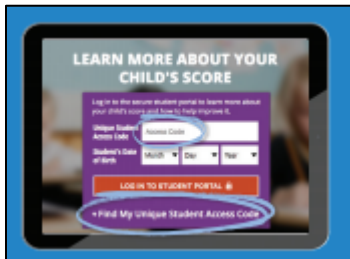 LEARN MORE ABOUT YOUR
CHILD'S SCORE
Log in to the secure student portal to learn more about
your child's score and how to help improve it.
Unique Student
Access Code
Access Code
Student's Date
of Birth
Month
Day
Year
LOG IN TO STUDENT PORTAL
+Find My Unique Student Access Code